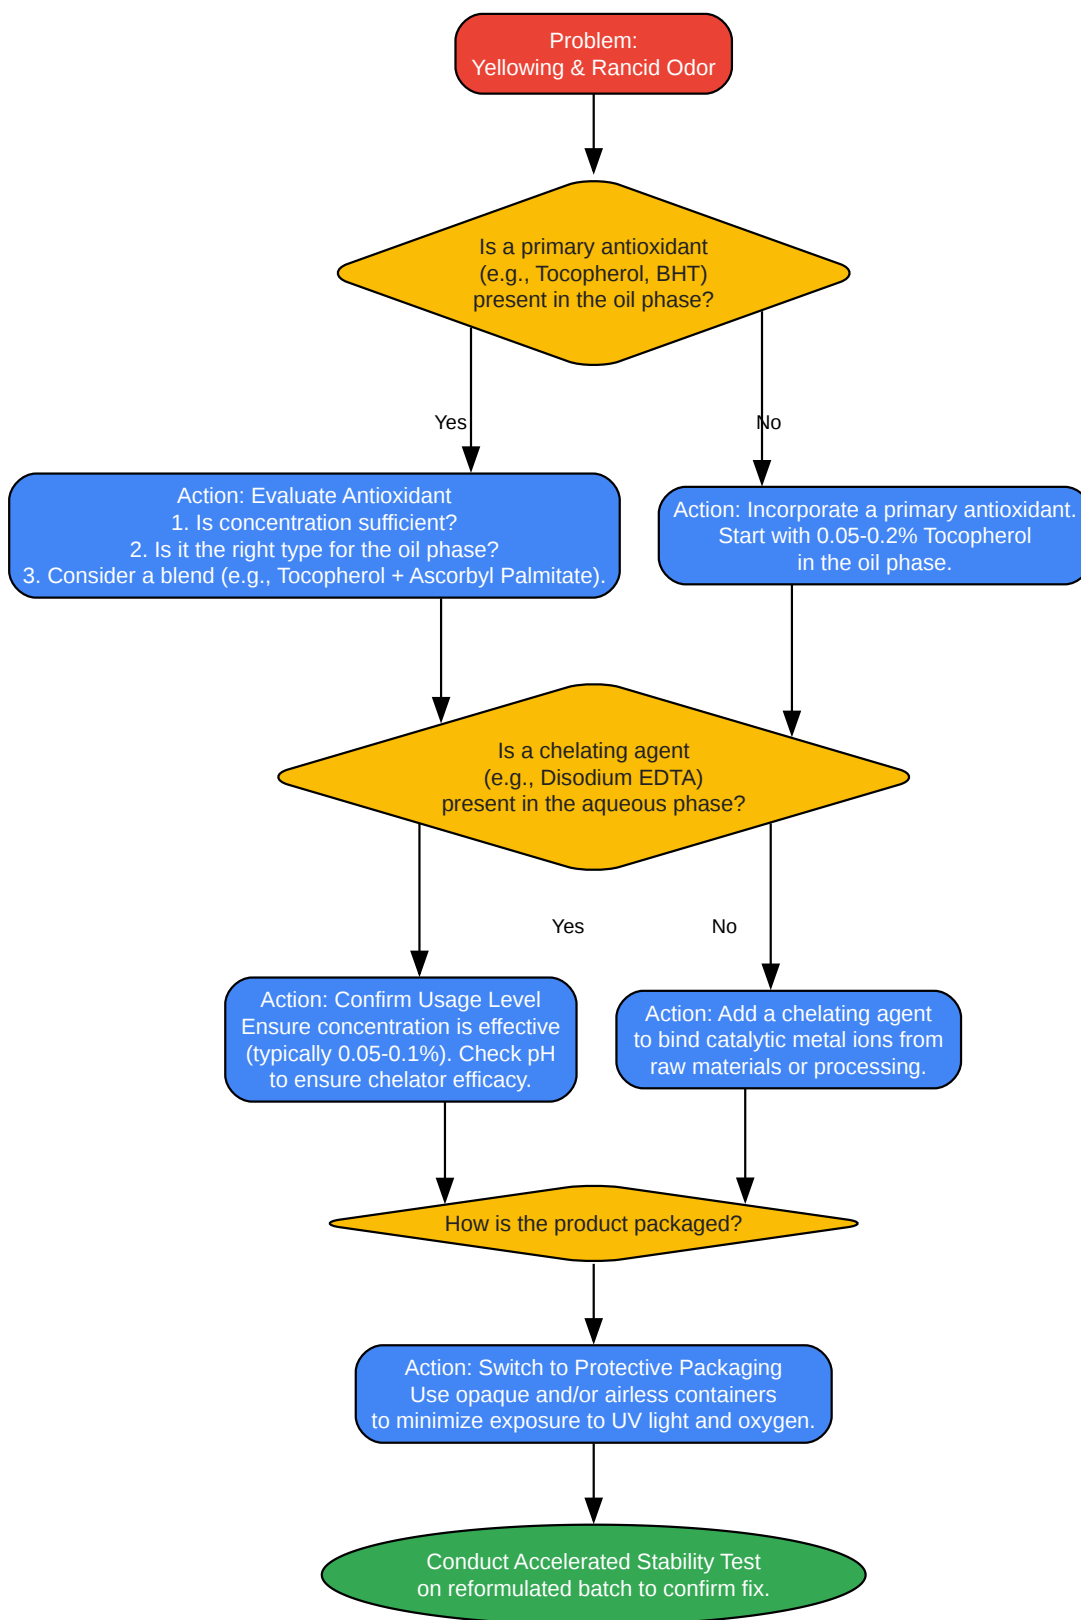 Problem:
Yellowing & Rancid Odor
Is a primary antioxidant
(e.g., Tocopherol, BHT)
present in the oil phase?
Yes
No
Action: Evaluate Antioxidant
1. Is concentration sufficient?
2. Is it the right type for the oil phase?
3. Consider a blend (e.g., Tocopherol + Ascorbyl Palmitate).
Action: Incorporate a primary antioxidant.
Start with 0.05-0.2% Tocopherol
in the oil phase.
Is a chelating agent
(e.g., Disodium EDTA)
present in the aqueous phase?
Yes
No
Action: Confirm Usage Level
Ensure concentration is effective
(typically 0.05-0.1%). Check pH
to ensure chelator efficacy.
Action: Add a chelating agent
to bind catalytic metal ions from
raw materials or processing.
How is the product packaged?
Action: Switch to Protective Packaging
Use opaque and/or airless containers
to minimize exposure to UV light and oxygen.
Conduct Accelerated Stability Test
on reformulated batch to confirm fix.